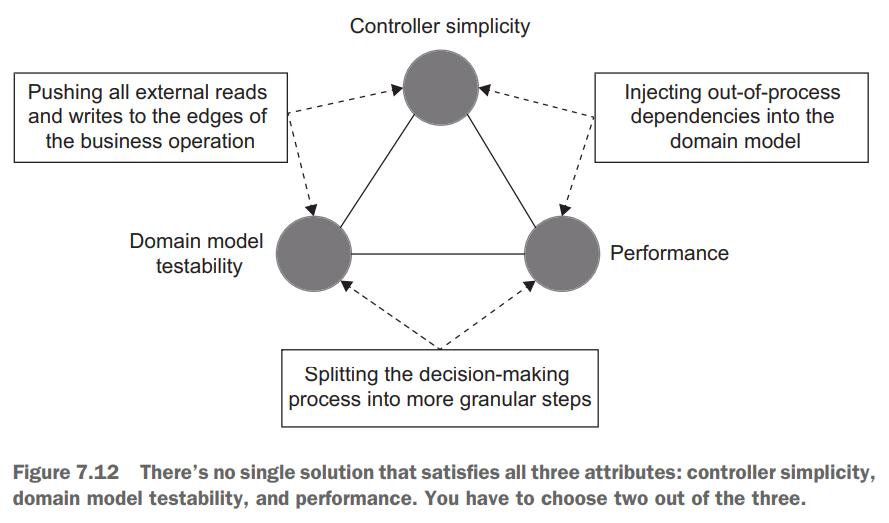 Controller simplicity
Pushing all external reads
and writes to the edges of
the business operation
Injecting out-of-process
dependencies into the
domain model
Domain model
testability
Performance
Splitting the decision-making
process into more granular steps
Figure 7.12 There’s no single solution that satisfies all three attributes: controller simplicity,
domain model testability, and performance. You have to choose two out of the three.